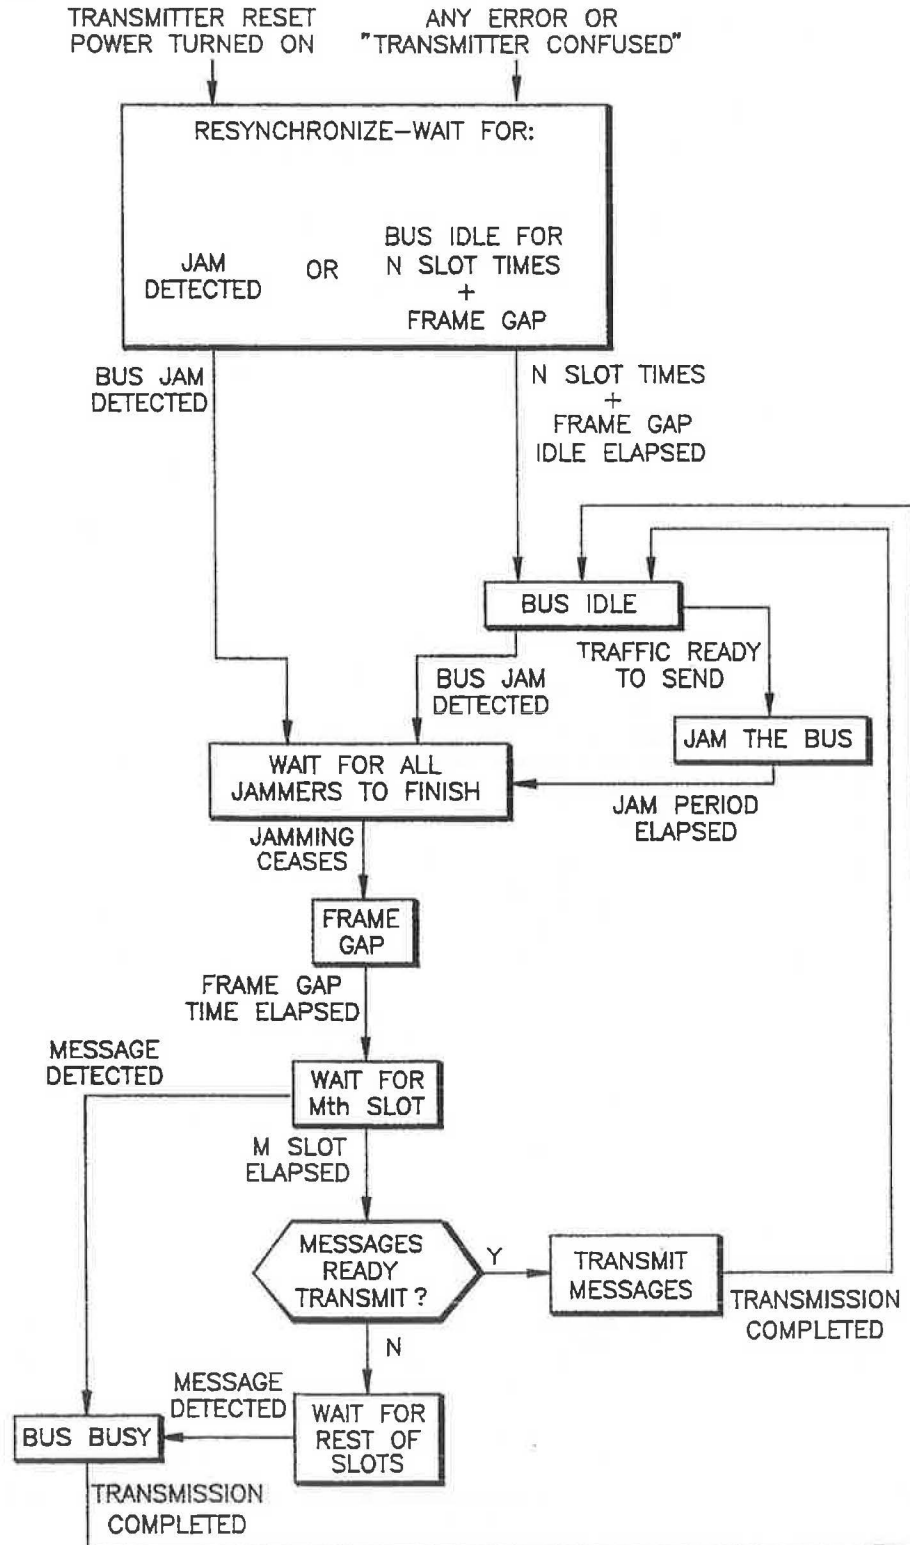 TRANSMITTER RESET
POWER TURNED ON
ANY ERROR OR
"TRANSMITTER CONFUSED"
RESYNCHRONIZE-WAIT FOR:
JAM
DETECTED
OR
BUS IDLE FOR
N SLOT TIMES
+
FRAME GAP
BUS JAM
DETECTED
N SLOT TIMES
+
FRAME GAP
IDLE ELAPSED
BUS IDLE
TRAFFIC READY
TO SEND
BUS JAM
DETECTED
JAM THE BUS
WAIT FOR ALL
JAMMERS TO FINISH
JAM PERIOD
ELAPSED
JAMMING
CEASES
FRAME
GAP
FRAME GAP
TIME ELAPSED
MESSAGE
DETECTED
WAIT FOR
Mth SLOT
M SLOT
ELAPSED
MESSAGES
READY
TRANSMIT?
Y
TRANSMIT
MESSAGES
TRANSMISSION
COMPLETED
N
MESSAGE
DETECTED
WAIT FOR
REST OF
SLOTS
BUS BUSY
TRANSMISSION
COMPLETED